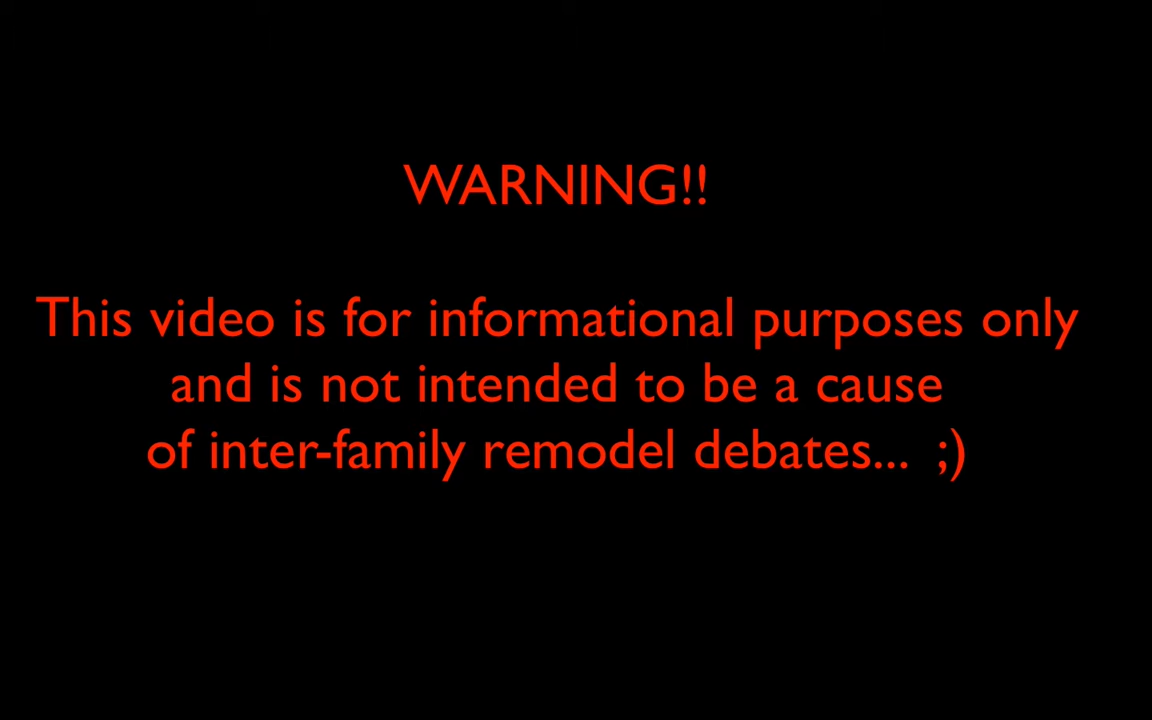 WARNING!!
This video is for informational purposes only
and is not intended to be a cause
of inter-family remodel debates...  ;)